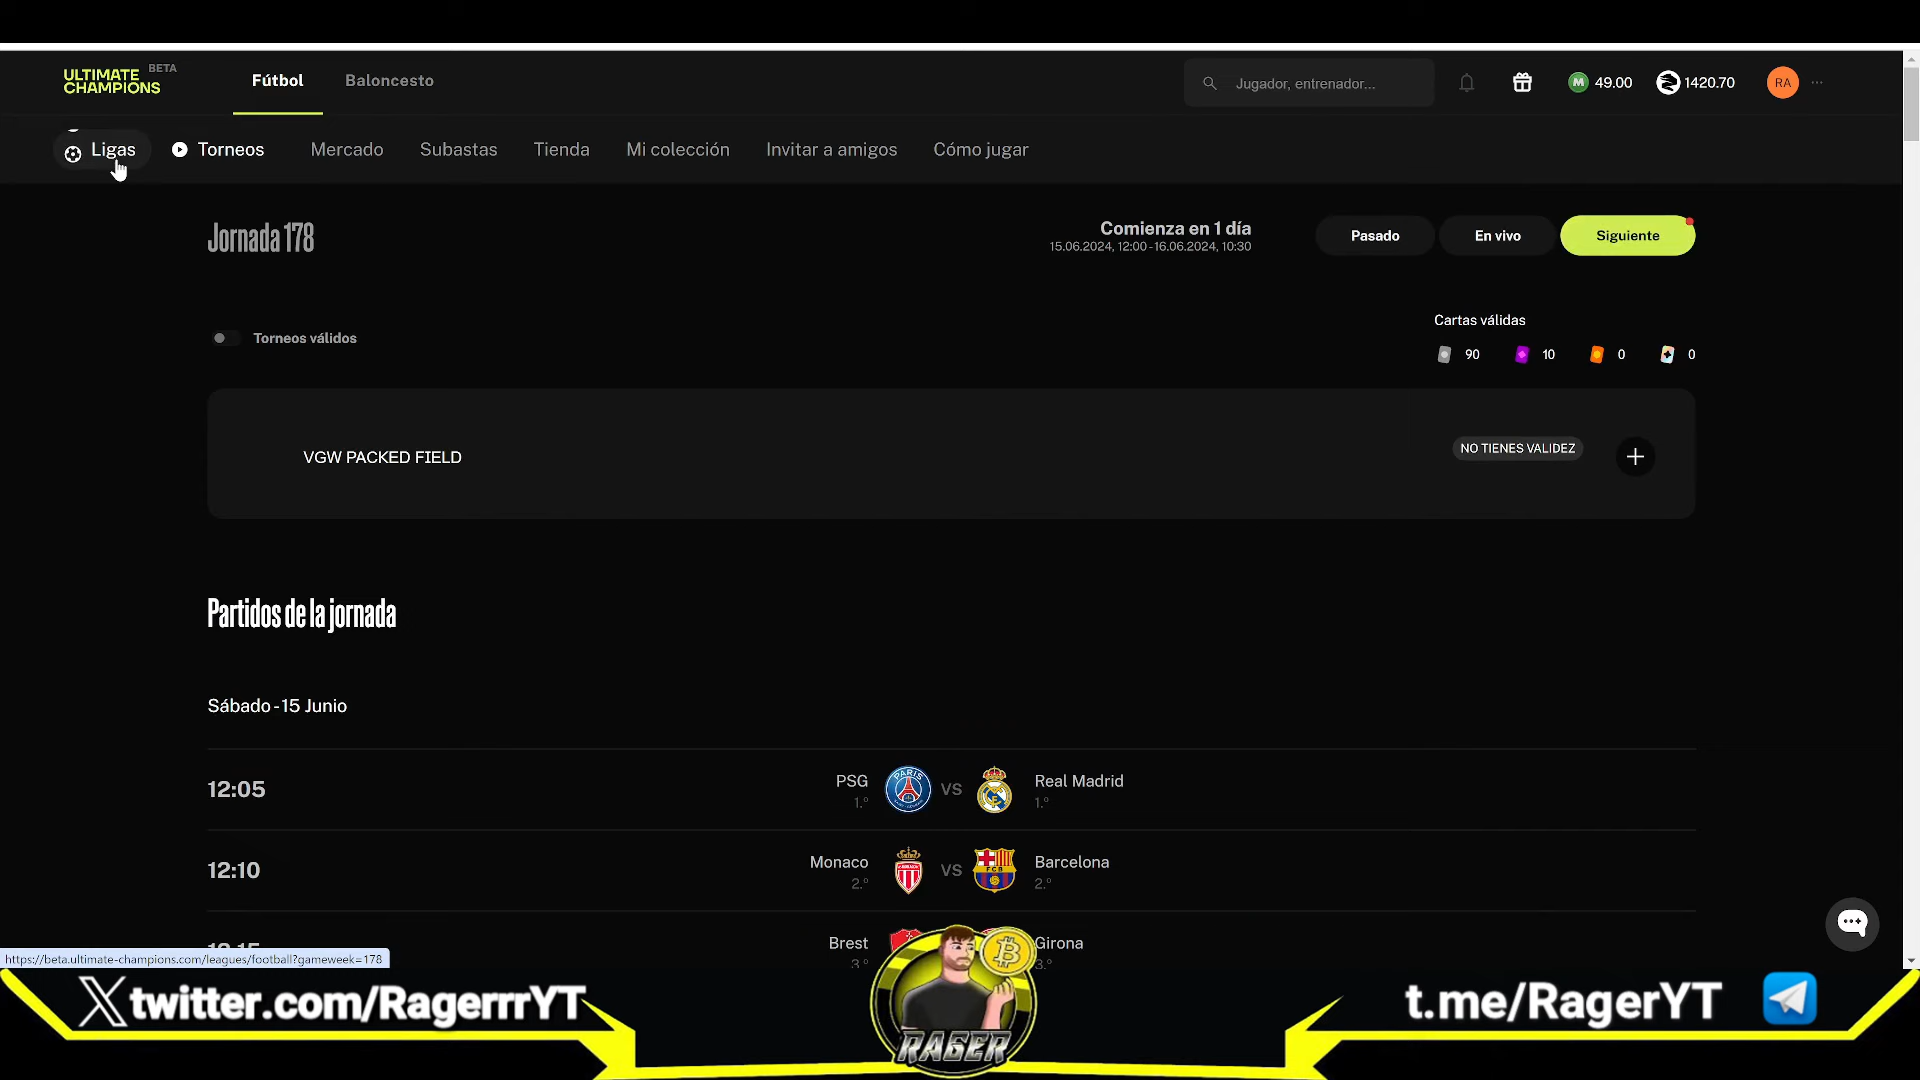 ULTIMATE CHAMPIONS BETA
Fútbol
Baloncesto
Jugador, entrenador...
M 49.00
1420.70
RA
Ligas
Torneos
Mercado
Subastas
Tienda
Mi colección
Invitar a amigos
Cómo jugar
Jornada 178
Comienza en 1 día
15.06.2024, 12:00 - 16.06.2024, 10:30
Pasado
En vivo
Siguiente
Torneos válidos
Cartas válidas
90
10
0
0
VGW PACKED FIELD
NO TIENES VALIDEZ
Partidos de la jornada
Sábado - 15 Junio
12:05
PSG
1.º
VS
Real Madrid
1.º
12:10
Monaco
2.º
VS
Barcelona
2.º
Brest
3.º
Girona
3.º
https://beta.ultimate-champions.com/leagues/football?gameweek=178
twitter.com/RagerrrYT
RAGER
t.me/RagerYT